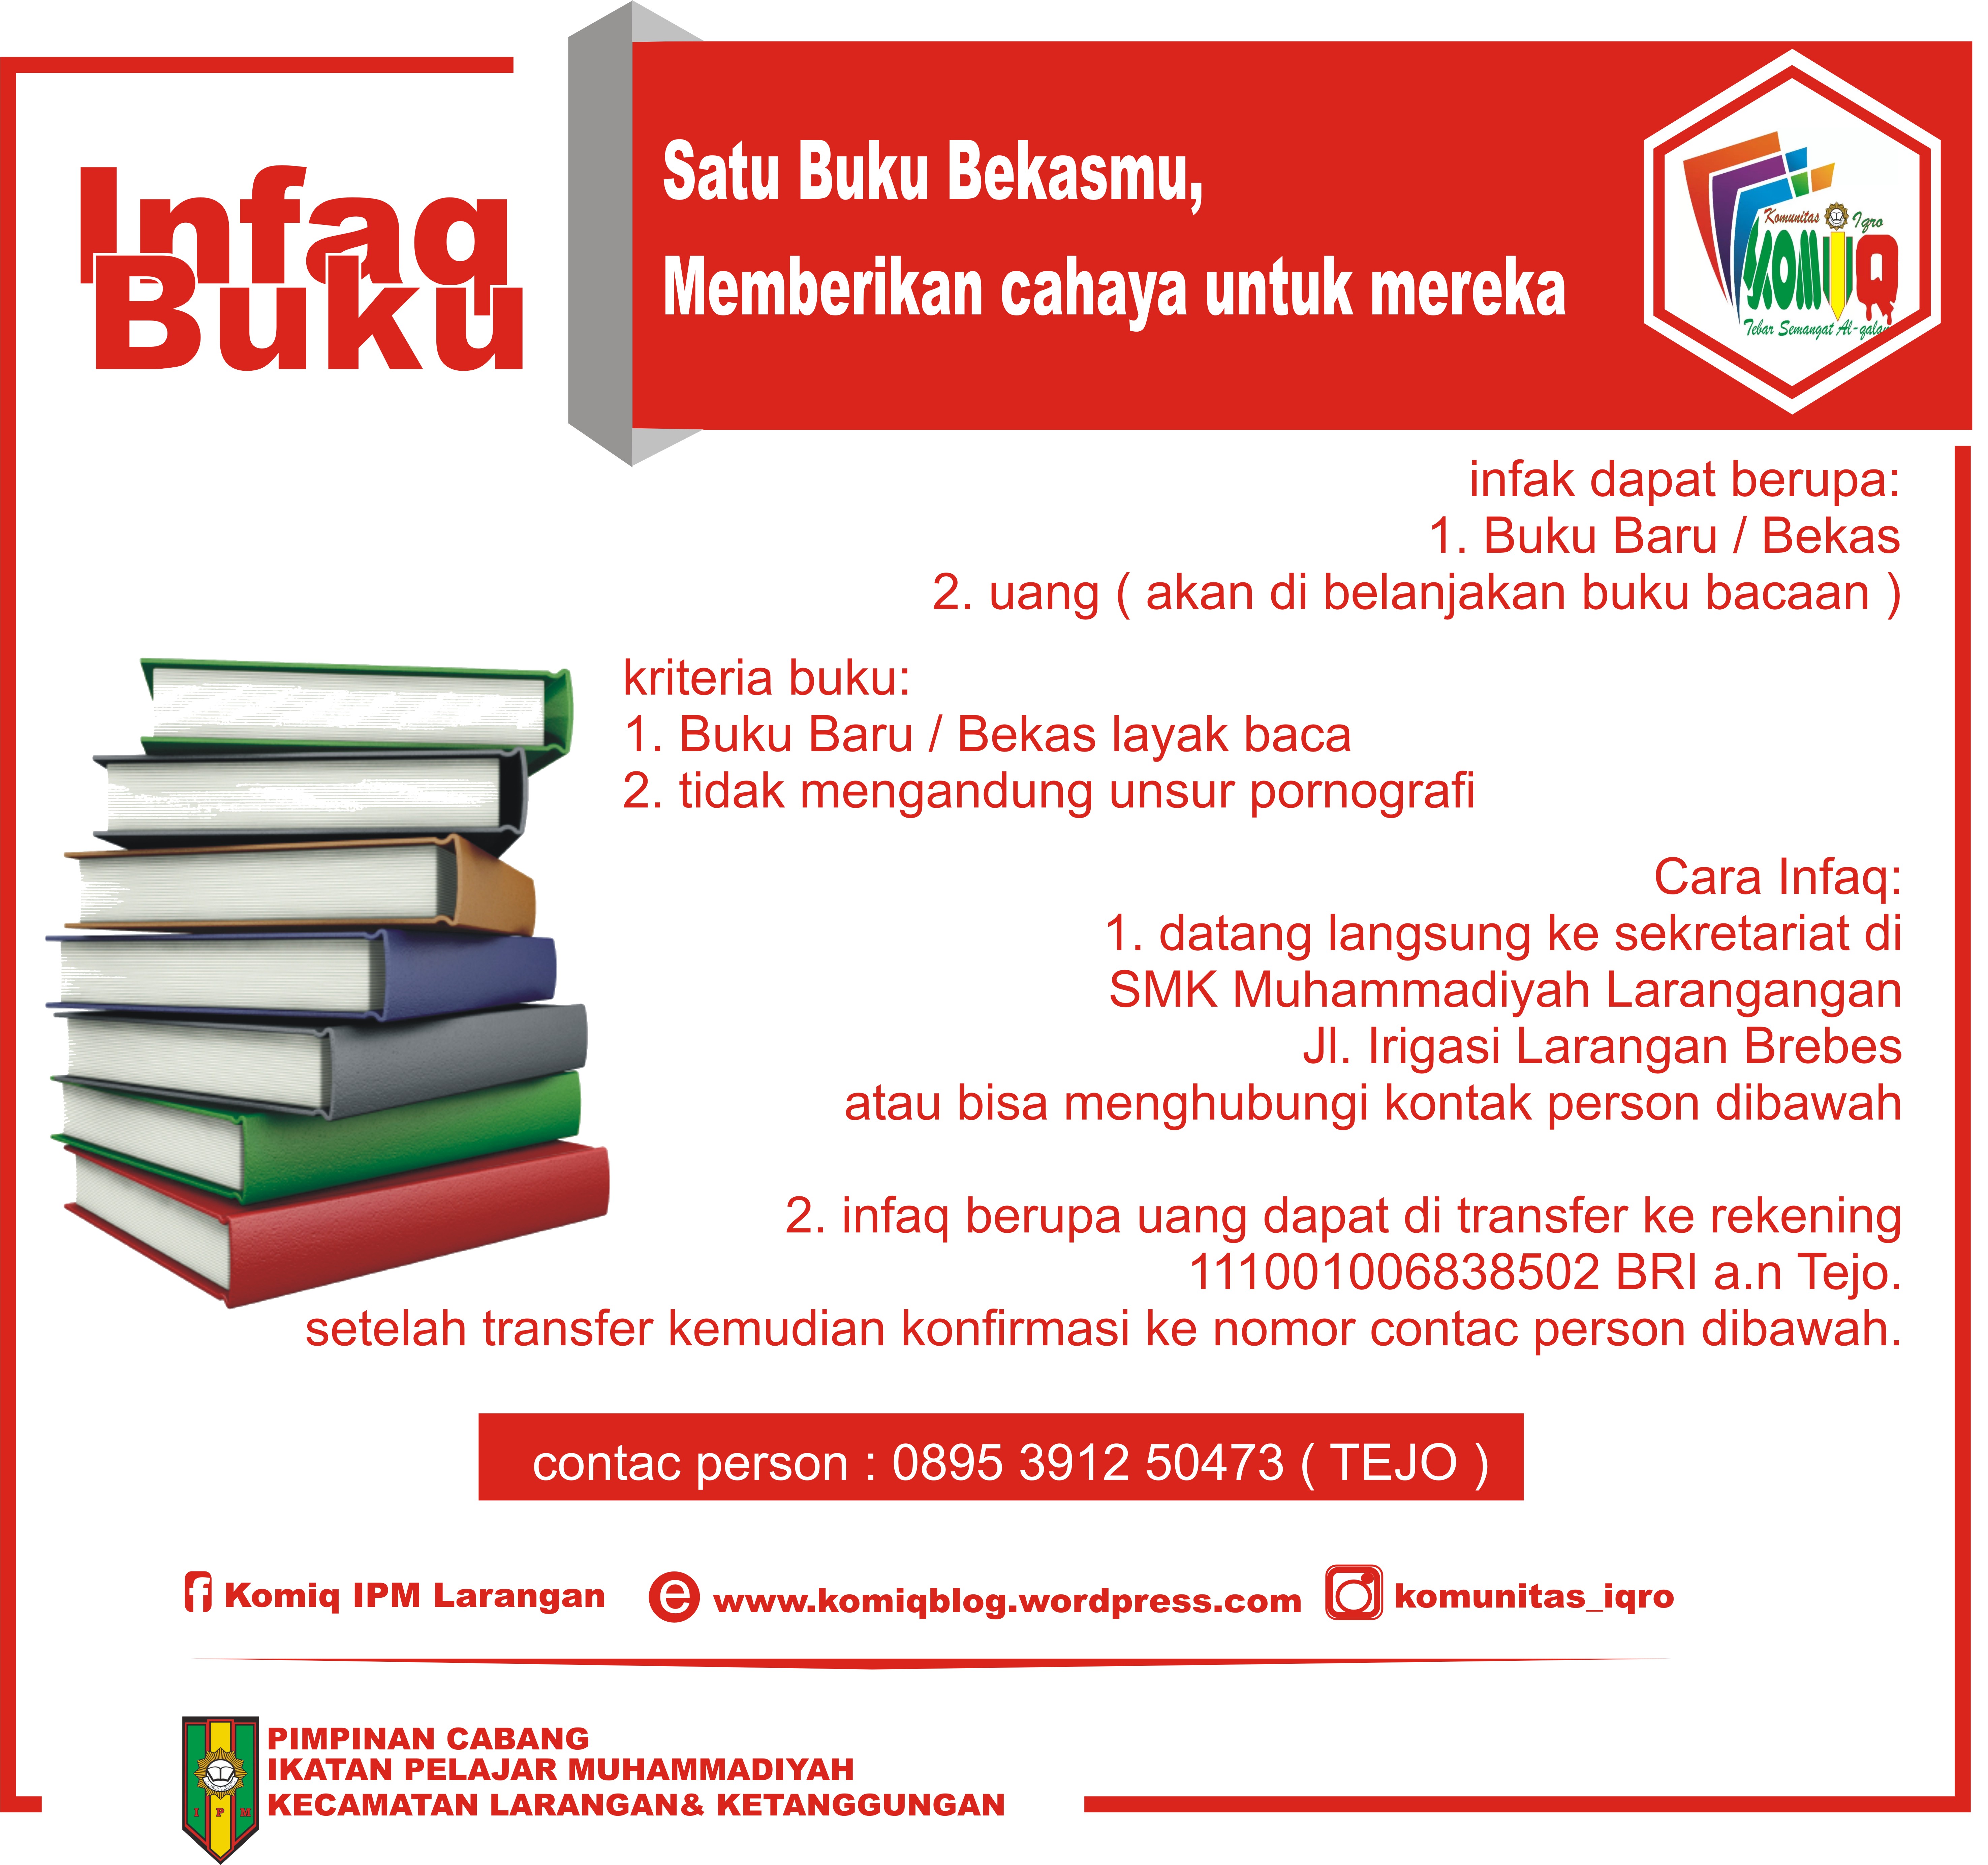 Infaq
Buku
Satu Buku Bekasmu,
Memberikan cahaya untuk mereka
Komunitas Iqro
KOMIQ
Tebar Semangat Al-qalam
infak dapat berupa:
1. Buku Baru / Bekas
2. uang ( akan di belanjakan buku bacaan )
kriteria buku:
1. Buku Baru / Bekas layak baca
2. tidak mengandung unsur pornografi
Cara Infaq:
1. datang langsung ke sekretariat di
SMK Muhammadiyah Larangangan
Jl. Irigasi Larangan Brebes
atau bisa menghubungi kontak person dibawah
2. infaq berupa uang dapat di transfer ke rekening
111001006838502 BRI a.n Tejo.
setelah transfer kemudian konfirmasi ke nomor contac person dibawah.
contac person : 0895 3912 50473 ( TEJO )
Komiq IPM Larangan
www.komiqblog.wordpress.com
komunitas_iqro
PIMPINAN CABANG
IKATAN PELAJAR MUHAMMADIYAH
KECAMATAN LARANGAN& KETANGGUNGAN
I P M